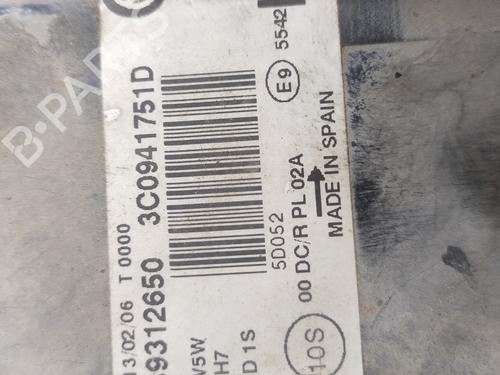 13/02/06 T 0000
89312650 3C0941751D
E9 5542
5D052
00 DC/R PL 02A
MADE IN SPAIN
W5W
H7
D1S
10S
B-PARTS